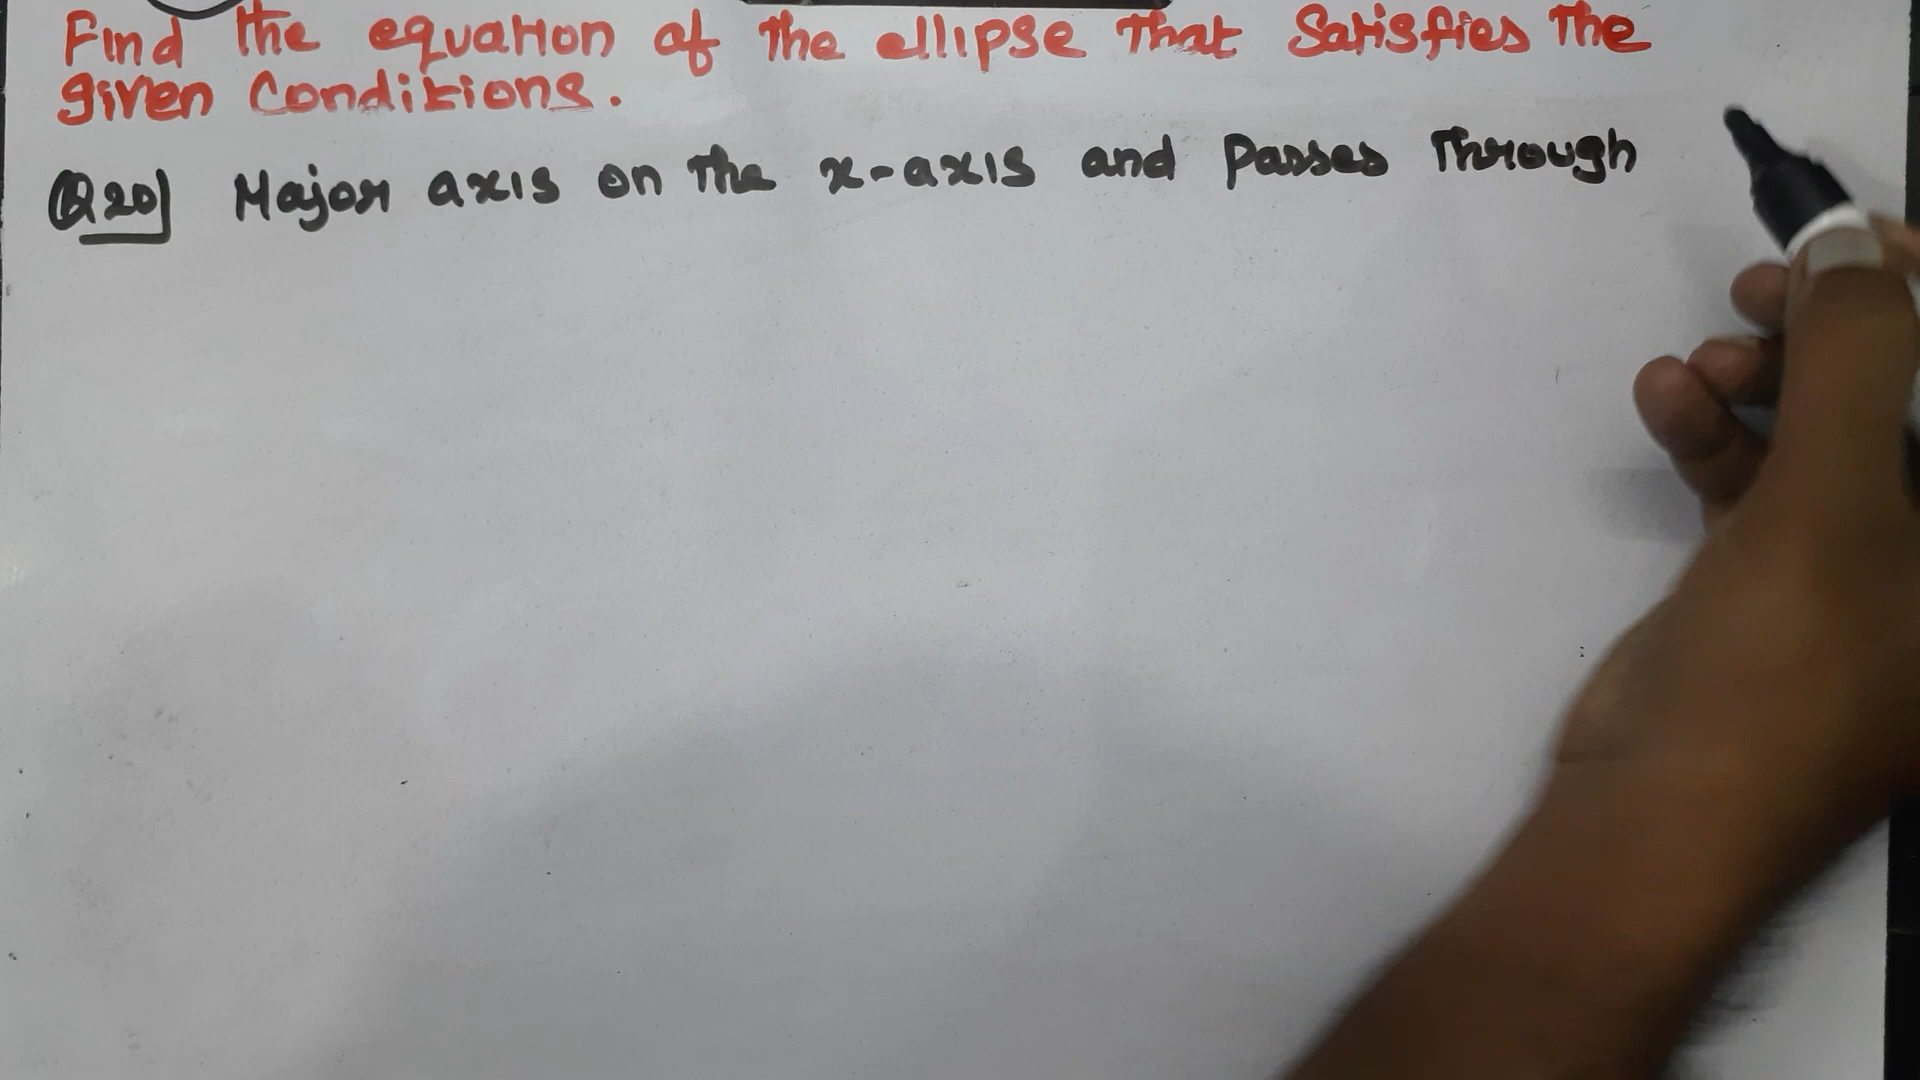 Find the equation of the ellipse That Satisfies The
given Conditions.
Q20] Major axis on The x-axis and Passes Through